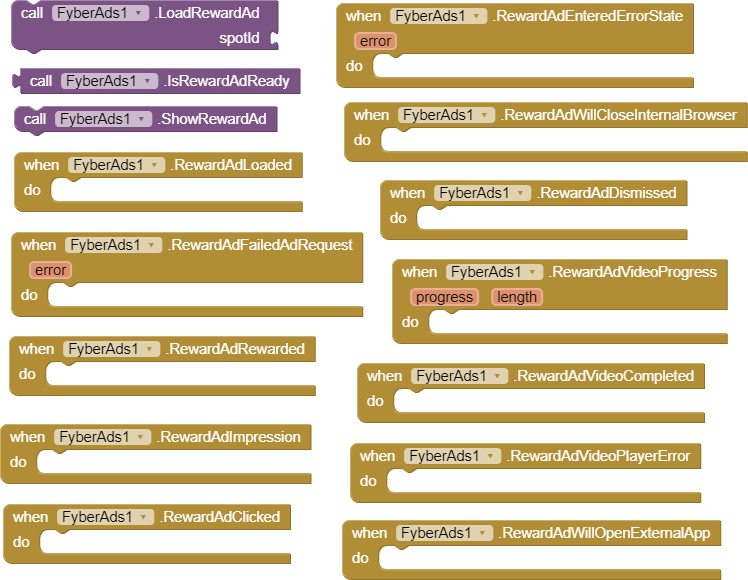 call FyberAds1 .LoadRewardAd
spotId
call FyberAds1 .IsRewardAdReady
call FyberAds1 .ShowRewardAd
when FyberAds1 .RewardAdLoaded
do
when FyberAds1 .RewardAdFailedAdRequest
error
do
when FyberAds1 .RewardAdRewarded
do
when FyberAds1 .RewardAdImpression
do
when FyberAds1 .RewardAdClicked
do
when FyberAds1 .RewardAdEnteredErrorState
error
do
when FyberAds1 .RewardAdWillCloseInternalBrowser
do
when FyberAds1 .RewardAdDismissed
do
when FyberAds1 .RewardAdVideoProgress
progress length
do
when FyberAds1 .RewardAdVideoCompleted
do
when FyberAds1 .RewardAdVideoPlayerError
do
when FyberAds1 .RewardAdWillOpenExternalApp
do